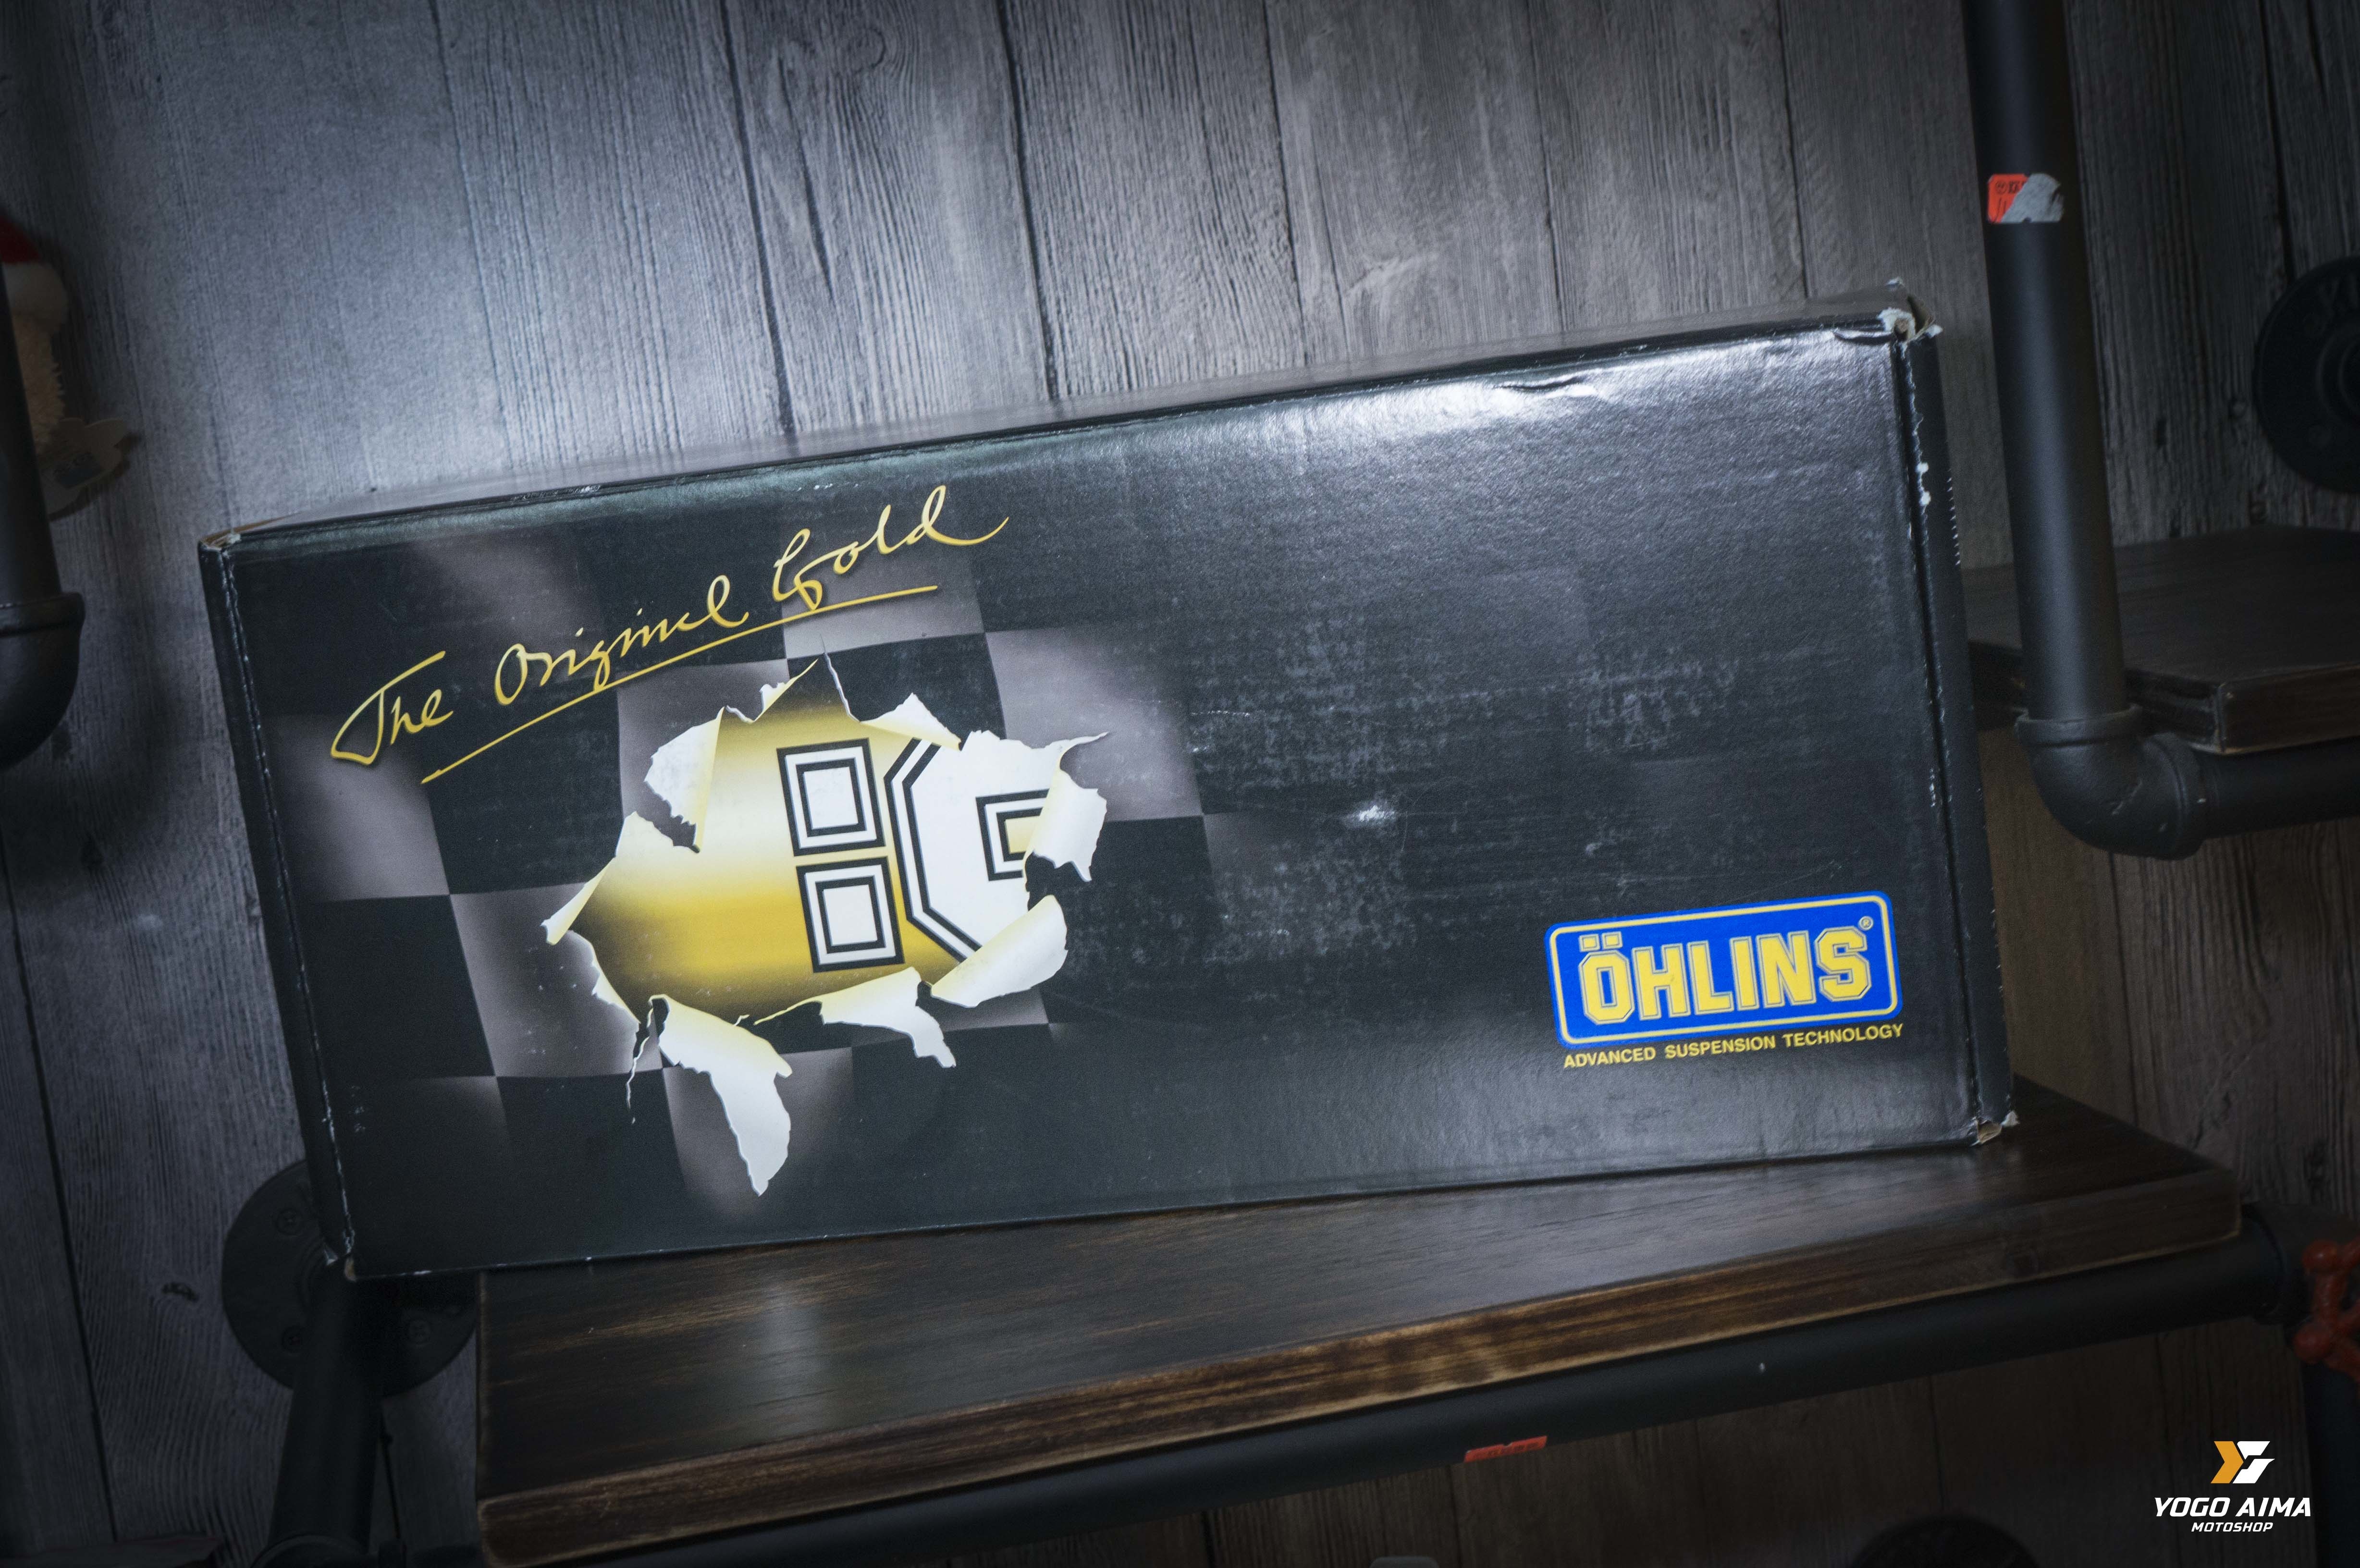 The Original Gold
ÖHLINS®
ADVANCED SUSPENSION TECHNOLOGY
YOGO AIMA
MOTOSHOP